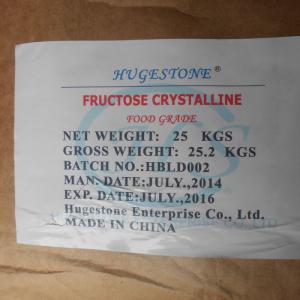 HUGESTONE®
FRUCTOSE CRYSTALLINE
FOOD GRADE
NET WEIGHT: 25 KGS
GROSS WEIGHT: 25.2 KGS
BATCH NO.:HBLD002
MAN. DATE:JULY.,2014
EXP. DATE:JULY.,2016
Hugestone Enterprise Co., Ltd.
MADE IN CHINA